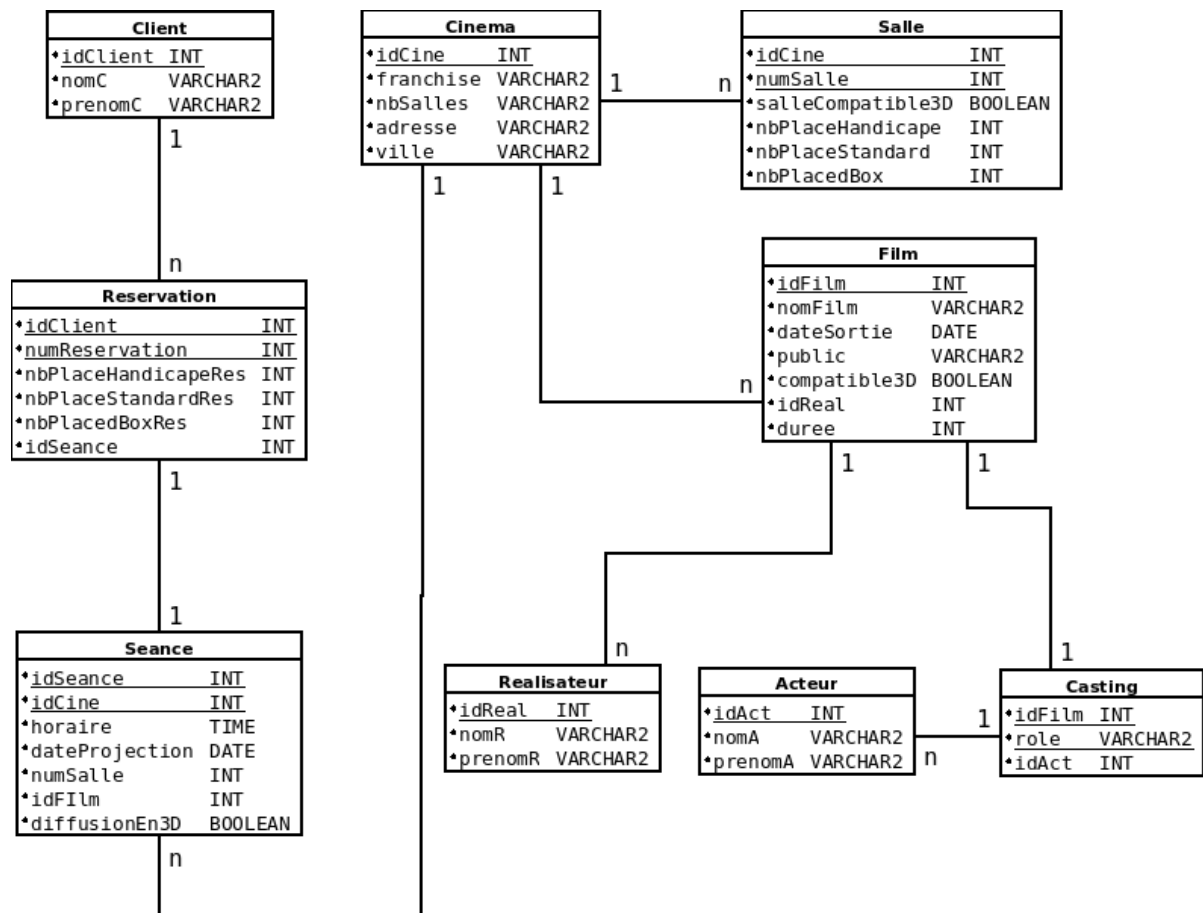 Client
idClient INT
nomC VARCHAR2
prenomC VARCHAR2
1
n
Reservation
idClient INT
numReservation INT
nbPlaceHandicapeRes INT
nbPlaceStandardRes INT
nbPlacedBoxRes INT
idSeance INT
1
1
Seance
idSeance INT
idCine INT
horaire TIME
dateProjection DATE
numSalle INT
idFIlm INT
diffusionEn3D BOOLEAN
n
Cinema
idCine INT
franchise VARCHAR2
nbSalles VARCHAR2
adresse VARCHAR2
ville VARCHAR2
1 n
1 1
Salle
idCine INT
numSalle INT
salleCompatible3D BOOLEAN
nbPlaceHandicape INT
nbPlaceStandard INT
nbPlacedBox INT
n
Film
idFilm INT
nomFilm VARCHAR2
dateSortie DATE
public VARCHAR2
compatible3D BOOLEAN
idReal INT
duree INT
1 1
n
Realisateur
idReal INT
nomR VARCHAR2
prenomR VARCHAR2
Acteur
idAct INT
nomA VARCHAR2
prenomA VARCHAR2
n 1
1
Casting
idFilm INT
role VARCHAR2
idAct INT